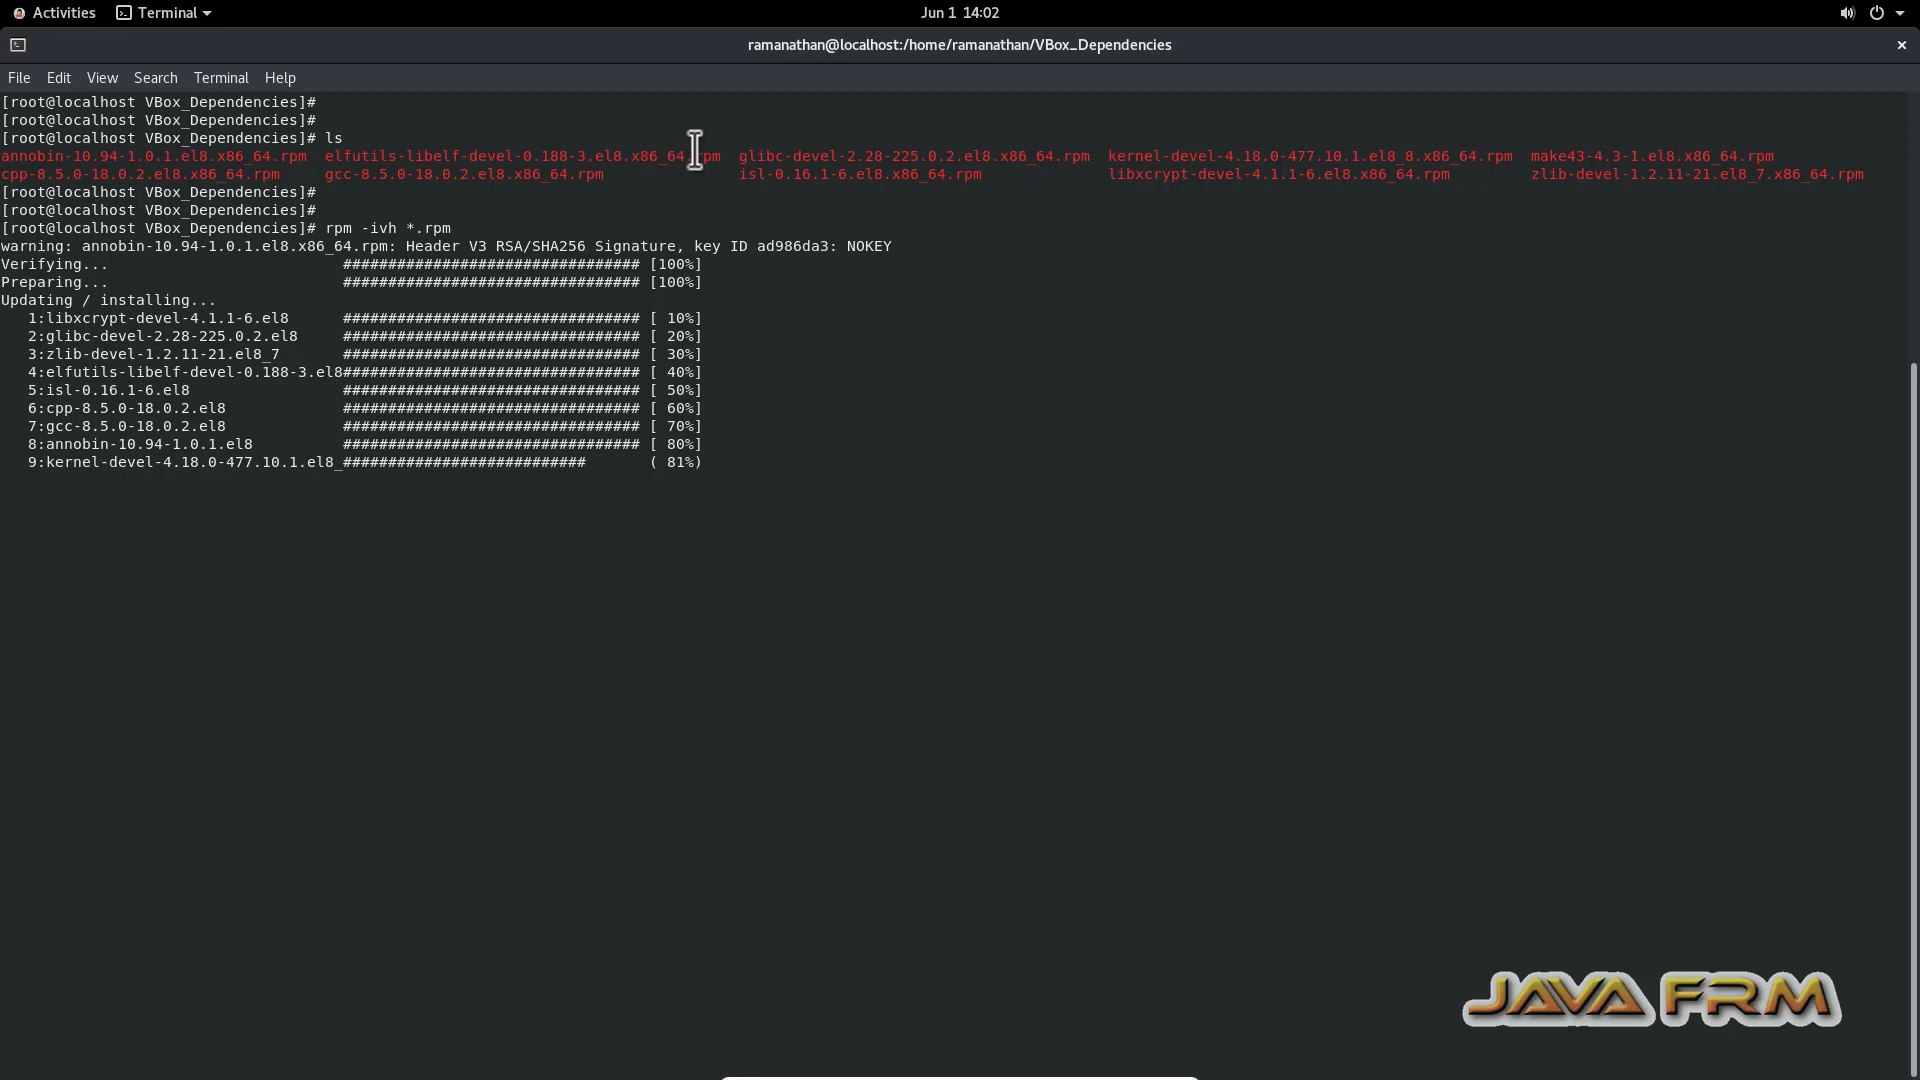 Activities Terminal Jun 1 14:02
ramanathan@localhost:/home/ramanathan/VBox_Dependencies
File Edit View Search Terminal Help
[root@localhost VBox_Dependencies]#
[root@localhost VBox_Dependencies]#
[root@localhost VBox_Dependencies]# ls
annobin-10.94-1.0.1.el8.x86_64.rpm elfutils-libelf-devel-0.188-3.el8.x86_64.rpm glibc-devel-2.28-225.0.2.el8.x86_64.rpm kernel-devel-4.18.0-477.10.1.el8_8.x86_64.rpm make43-4.3-1.el8.x86_64.rpm
cpp-8.5.0-18.0.2.el8.x86_64.rpm gcc-8.5.0-18.0.2.el8.x86_64.rpm isl-0.16.1-6.el8.x86_64.rpm libxcrypt-devel-4.1.1-6.el8.x86_64.rpm zlib-devel-1.2.11-21.el8_7.x86_64.rpm
[root@localhost VBox_Dependencies]#
[root@localhost VBox_Dependencies]#
[root@localhost VBox_Dependencies]# rpm -ivh *.rpm
warning: annobin-10.94-1.0.1.el8.x86_64.rpm: Header V3 RSA/SHA256 Signature, key ID ad986da3: NOKEY
Verifying... ################################# [100%]
Preparing... ################################# [100%]
Updating / installing...
1:libxcrypt-devel-4.1.1-6.el8 ################################# [ 10%]
2:glibc-devel-2.28-225.0.2.el8 ################################# [ 20%]
3:zlib-devel-1.2.11-21.el8_7 ################################# [ 30%]
4:elfutils-libelf-devel-0.188-3.el8################################# [ 40%]
5:isl-0.16.1-6.el8 ################################# [ 50%]
6:cpp-8.5.0-18.0.2.el8 ################################# [ 60%]
7:gcc-8.5.0-18.0.2.el8 ################################# [ 70%]
8:annobin-10.94-1.0.1.el8 ################################# [ 80%]
9:kernel-devel-4.18.0-477.10.1.el8_########################### ( 81%)
JAVA FRM